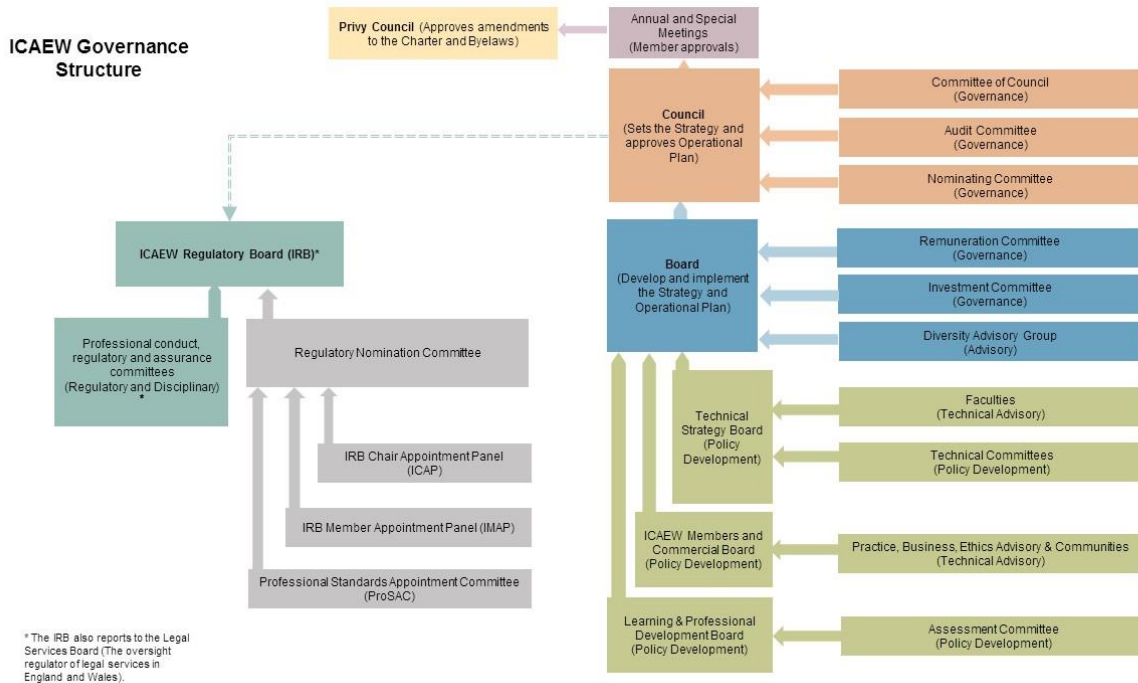 ICAEW Governance
Structure
Privy Council (Approves amendments
to the Charter and Byelaws)
Annual and Special
Meetings
(Member approvals)
Council
(Sets the Strategy and
approves Operational
Plan)
Committee of Council
(Governance)
Audit Committee
(Governance)
Nominating Committee
(Governance)
ICAEW Regulatory Board (IRB)*
Board
(Develop and implement
the Strategy and
Operational Plan)
Remuneration Committee
(Governance)
Investment Committee
(Governance)
Diversity Advisory Group
(Advisory)
Professional conduct,
regulatory and assurance
committees
(Regulatory and Disciplinary)
*
Regulatory Nomination Committee
IRB Chair Appointment Panel
(ICAP)
IRB Member Appointment Panel (IMAP)
Professional Standards Appointment Committee
(ProSAC)
Technical
Strategy Board
(Policy
Development)
Faculties
(Technical Advisory)
Technical Committees
(Policy Development)
ICAEW Members and
Commercial Board
(Policy Development)
Practice, Business, Ethics Advisory & Communities
(Technical Advisory)
Learning & Professional
Development Board
(Policy Development)
Assessment Committee
(Policy Development)
* The IRB also reports to the Legal
Services Board (The oversight
regulator of legal services in
England and Wales).